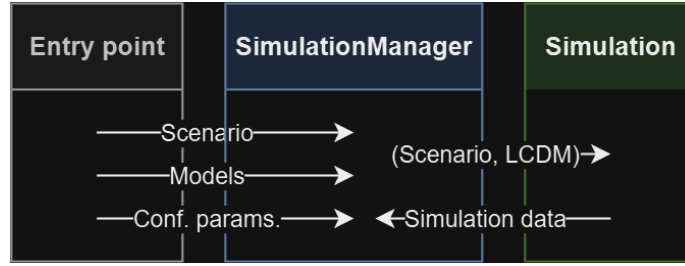 Entry point
SimulationManager
Simulation
Scenario
(Scenario, LCDM)
Models
Conf. params.
Simulation data